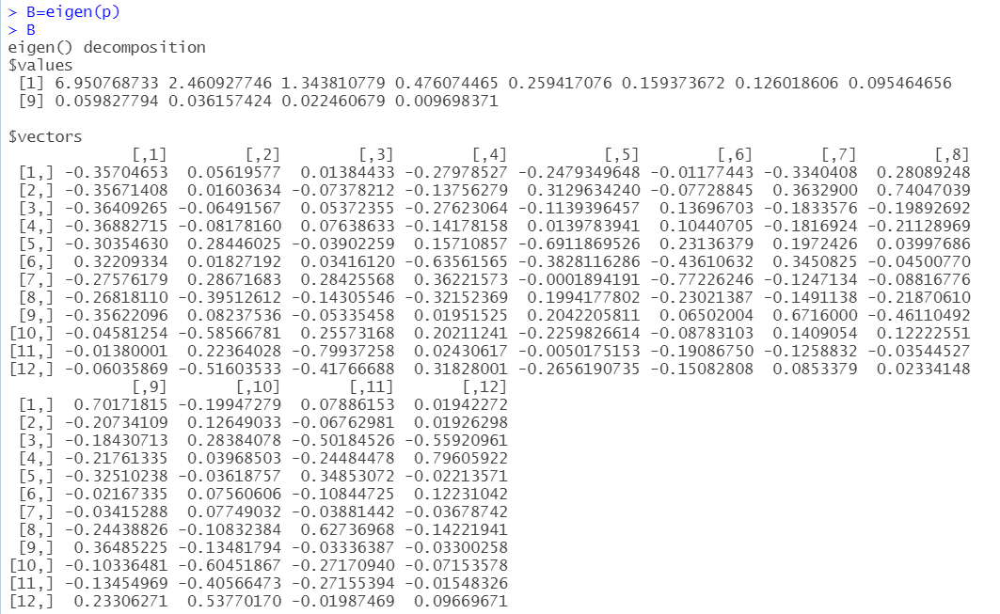 > B=eigen(p)
> B
eigen() decomposition
$values
 [1] 6.950768733 2.460927746 1.343810779 0.476074465 0.259417076 0.159373672 0.126018606 0.095464656
 [9] 0.059827794 0.036157424 0.022460679 0.009698371

$vectors
             [,1]        [,2]        [,3]        [,4]          [,5]        [,6]       [,7]        [,8]
 [1,] -0.35704653  0.05619577  0.01384433 -0.27978527 -0.2479349648 -0.01177443 -0.3340408  0.28089248
 [2,] -0.35671408  0.01603634 -0.07378212 -0.13756279  0.3129634240 -0.07728845  0.3632900  0.74047039
 [3,] -0.36409265 -0.06491567  0.05372355 -0.27623064 -0.1139396457  0.13696703 -0.1833576 -0.19892692
 [4,] -0.36882715 -0.08178160  0.07638633 -0.14178158  0.0139783941  0.10440705 -0.1816924 -0.21128969
 [5,] -0.30354630  0.28446025 -0.03902259  0.15710857 -0.6911869526  0.23136379  0.1972426  0.03997686
 [6,]  0.32209334  0.01827192  0.03416120 -0.63561565 -0.3828116286 -0.43610632  0.3450825 -0.04500770
 [7,] -0.27576179  0.28671683  0.28425568  0.36221573 -0.0001894191 -0.77226246 -0.1247134 -0.08816776
 [8,] -0.26818110 -0.39512612 -0.14305546 -0.32152369  0.1994177802 -0.23021387 -0.1491138 -0.21870610
 [9,] -0.35622096  0.08237536 -0.05335458  0.01951525  0.2042205811  0.06502004  0.6716000 -0.46110492
[10,] -0.04581254 -0.58566781  0.25573168  0.20211241 -0.2259826614 -0.08783103  0.1409054  0.12222551
[11,] -0.01380001  0.22364028 -0.79937258  0.02430617 -0.0050175153 -0.19086750 -0.1258832 -0.03544527
[12,] -0.06035869 -0.51603533 -0.41766688  0.31828001 -0.2656190735 -0.15082808  0.0853379  0.02334148
             [,9]       [,10]       [,11]       [,12]
 [1,]  0.70171815 -0.19947279  0.07886153  0.01942272
 [2,] -0.20734109  0.12649033 -0.06762981  0.01926298
 [3,] -0.18430713  0.28384078 -0.50184526 -0.55920961
 [4,] -0.21761335  0.03968503 -0.24484478  0.79605922
 [5,] -0.32510238 -0.03618757  0.34853072 -0.02213571
 [6,] -0.02167335  0.07560606 -0.10844725  0.12231042
 [7,] -0.03415288  0.07749032 -0.03881442 -0.03678742
 [8,] -0.24438826 -0.10832384  0.62736968 -0.14221941
 [9,]  0.36485225 -0.13481794 -0.03336387 -0.03300258
[10,] -0.10336481 -0.60451867 -0.27170940 -0.07153578
[11,] -0.13454969 -0.40566473 -0.27155394 -0.01548326
[12,]  0.23306271  0.53770170 -0.01987469  0.09669671